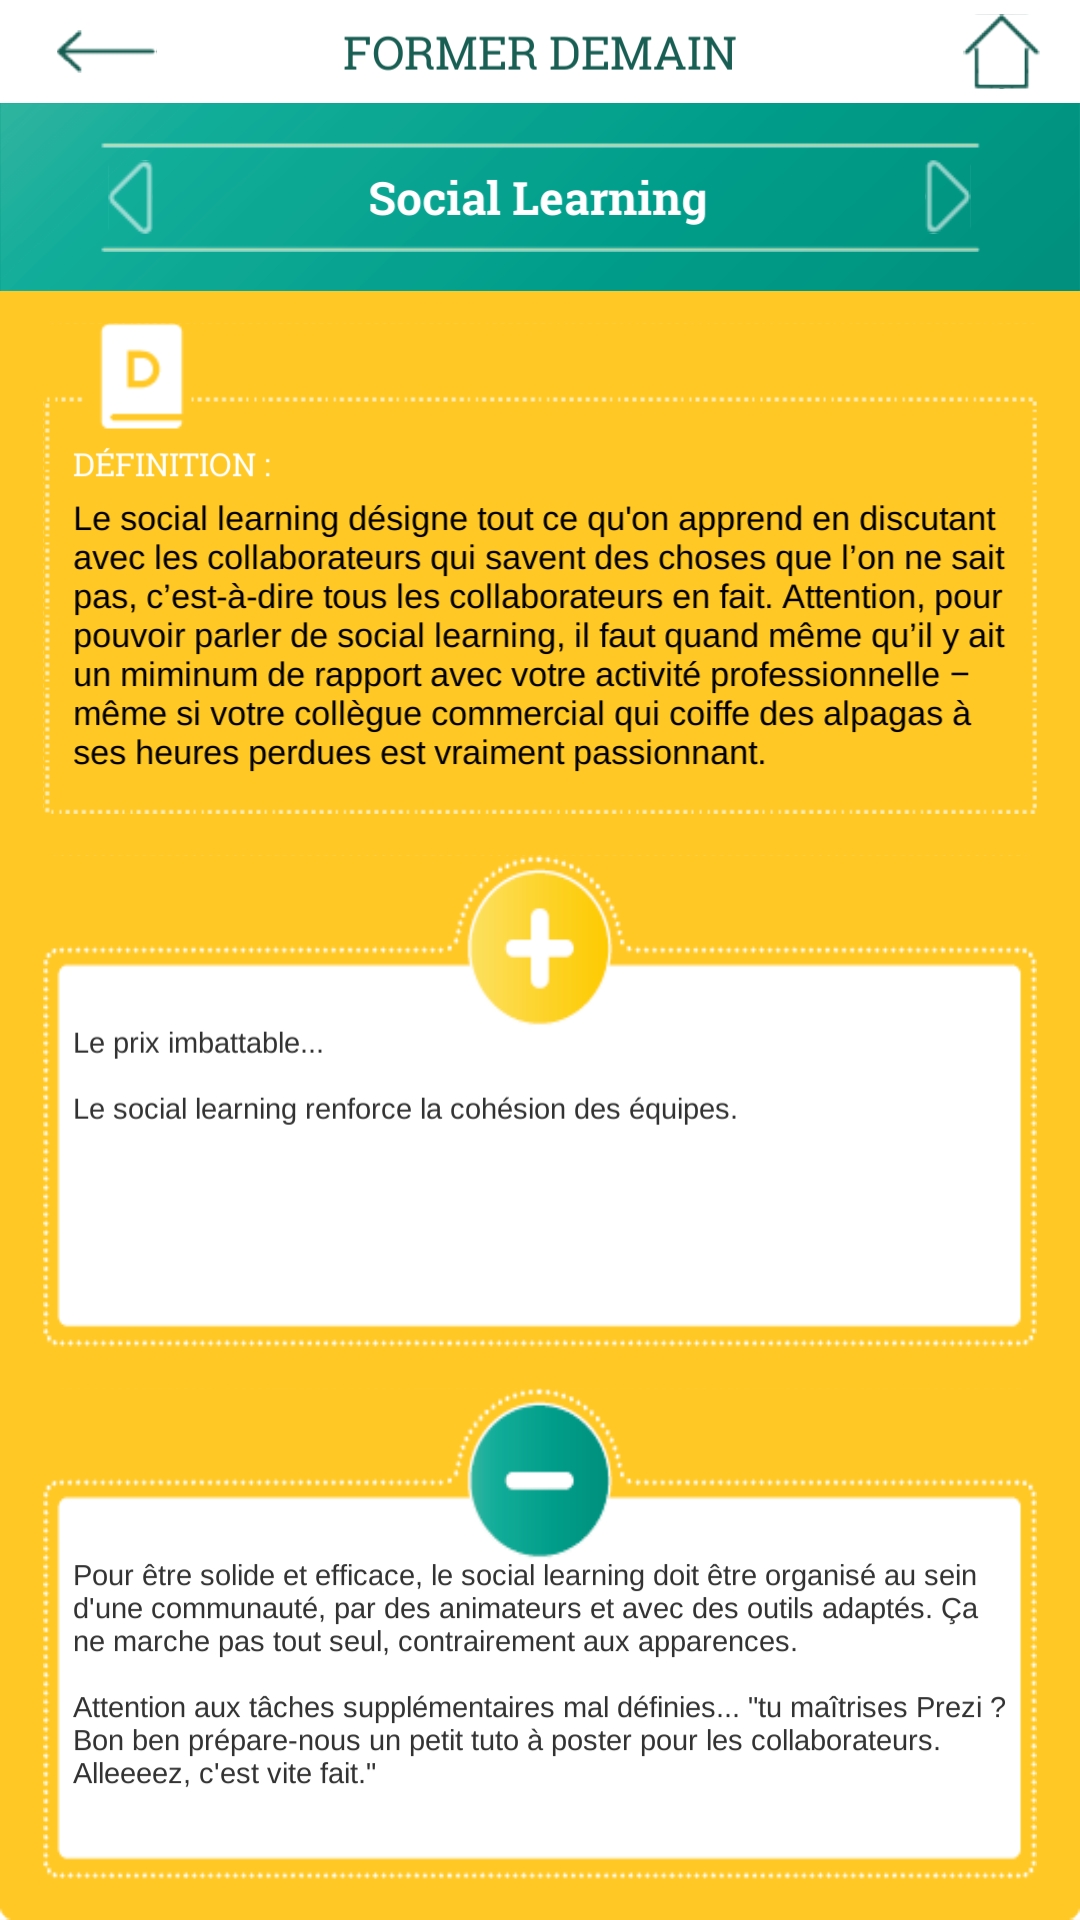 FORMER DEMAIN
Social Learning
D
DÉFINITION :
Le social learning désigne tout ce qu'on apprend en discutant
avec les collaborateurs qui savent des choses que l’on ne sait
pas, c’est-à-dire tous les collaborateurs en fait. Attention, pour
pouvoir parler de social learning, il faut quand même qu’il y ait
un miminum de rapport avec votre activité professionnelle –
même si votre collègue commercial qui coiffe des alpagas à
ses heures perdues est vraiment passionnant.
Le prix imbattable...
Le social learning renforce la cohésion des équipes.
Pour être solide et efficace, le social learning doit être organisé au sein
d'une communauté, par des animateurs et avec des outils adaptés. Ça
ne marche pas tout seul, contrairement aux apparences.
Attention aux tâches supplémentaires mal définies... "tu maîtrises Prezi ?
Bon ben prépare-nous un petit tuto à poster pour les collaborateurs.
Alleeeez, c'est vite fait."